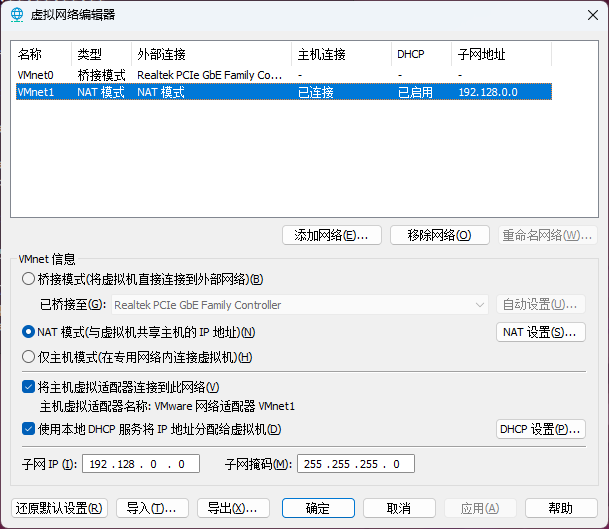 虚拟网络编辑器
名称 类型 外部连接 主机连接 DHCP 子网地址
VMnet0 桥接模式 Realtek PCIe GbE Family Co... - - -
VMnet1 NAT 模式 NAT 模式 已连接 已启用 192.128.0.0
添加网络(E)... 移除网络(O) 重命名网络(W)...
VMnet 信息
桥接模式(将虚拟机直接连接到外部网络)(B)
已桥接至(G): Realtek PCIe GbE Family Controller 自动设置(U)...
NAT 模式(与虚拟机共享主机的 IP 地址)(N) NAT 设置(S)...
仅主机模式(在专用网络内连接虚拟机)(H)
将主机虚拟适配器连接到此网络(V)
主机虚拟适配器名称: VMware 网络适配器 VMnet1
使用本地 DHCP 服务将 IP 地址分配给虚拟机(D) DHCP 设置(P)...
子网 IP (I): 192 .128 . 0 . 0 子网掩码(M): 255 .255 .255 . 0
还原默认设置(R) 导入(T)... 导出(X)... 确定 取消 应用(A) 帮助